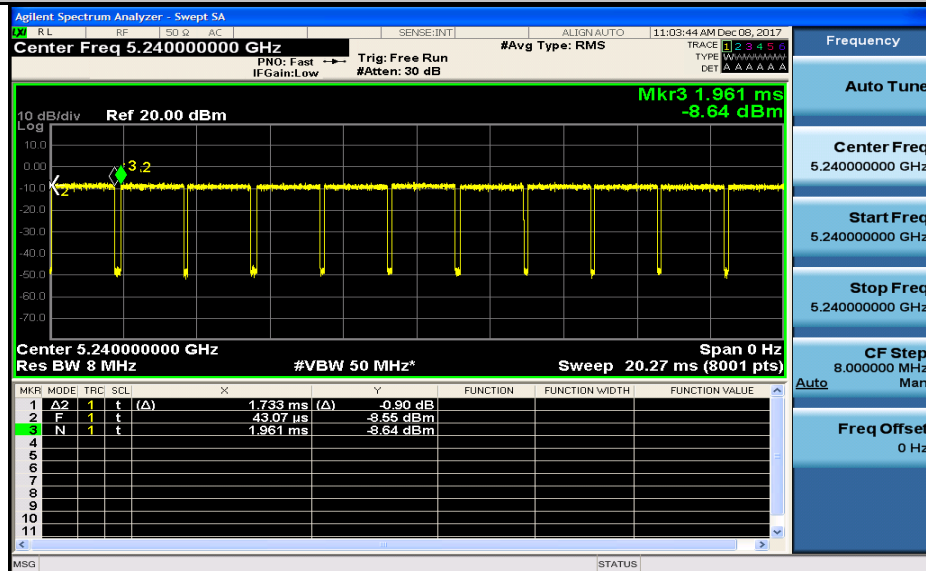 Agilent Spectrum Analyzer - Swept SA
LXI RL RF 50 Ω AC SENSE:INT ALIGN AUTO 11:03:44 AM Dec 08, 2017
Center Freq 5.240000000 GHz
PNO: Fast
IFGain:Low
Trig: Free Run
#Atten: 30 dB
#Avg Type: RMS
TRACE 1 2 3 4 5 6
TYPE WWWWWWW
DET A A A A A A
Mkr3 1.961 ms
-8.64 dBm
10 dB/div Ref 20.00 dBm
Log
10.0
0.00
-10.0
-20.0
-30.0
-40.0
-50.0
-60.0
-70.0
3 2
2
Center 5.240000000 GHz Span 0 Hz
Res BW 8 MHz #VBW 50 MHz* Sweep 20.27 ms (8001 pts)
MKR MODE TRC SCL X Y FUNCTION FUNCTION WIDTH FUNCTION VALUE
1 Δ2 1 t (Δ) 1.733 ms (Δ) -0.90 dB
2 F 1 t 43.07 µs -8.55 dBm
3 N 1 t 1.961 ms -8.64 dBm
4
5
6
7
8
9
10
11
MSG STATUS
Frequency
Auto Tune
Center Freq
5.240000000 GHz
Start Freq
5.240000000 GHz
Stop Freq
5.240000000 GHz
CF Step
8.000000 MHz
Auto Man
Freq Offset
0 Hz